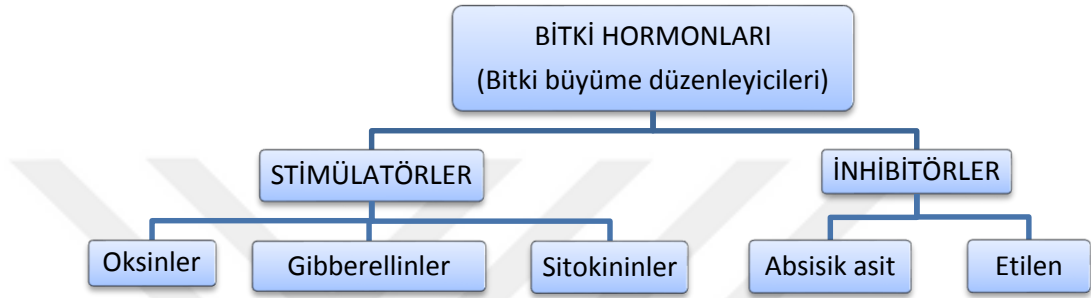 BİTKİ HORMONLARI
(Bitki büyüme düzenleyicileri)
STİMÜLATÖRLER
İNHİBİTÖRLER
Oksinler
Gibberellinler
Sitokininler
Absisik asit
Etilen